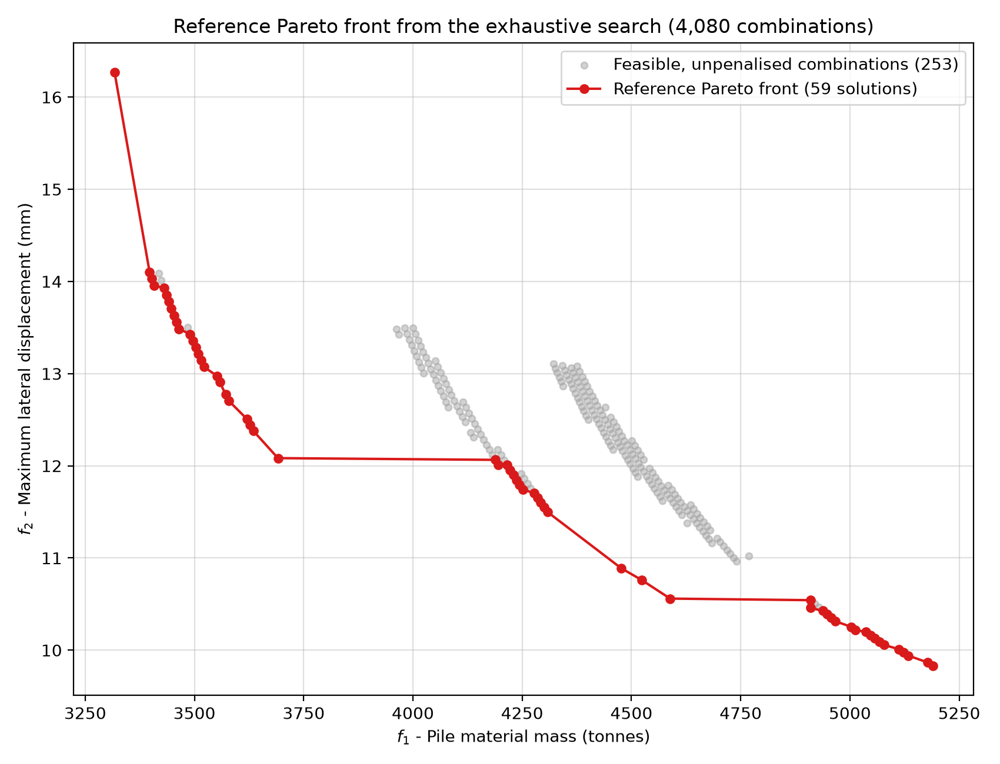 Reference Pareto front from the exhaustive search (4,080 combinations)
Feasible, unpenalised combinations (253)
Reference Pareto front (59 solutions)
f₂ - Maximum lateral displacement (mm)
16
15
14
13
12
11
10
3250 3500 3750 4000 4250 4500 4750 5000 5250
f₁ - Pile material mass (tonnes)